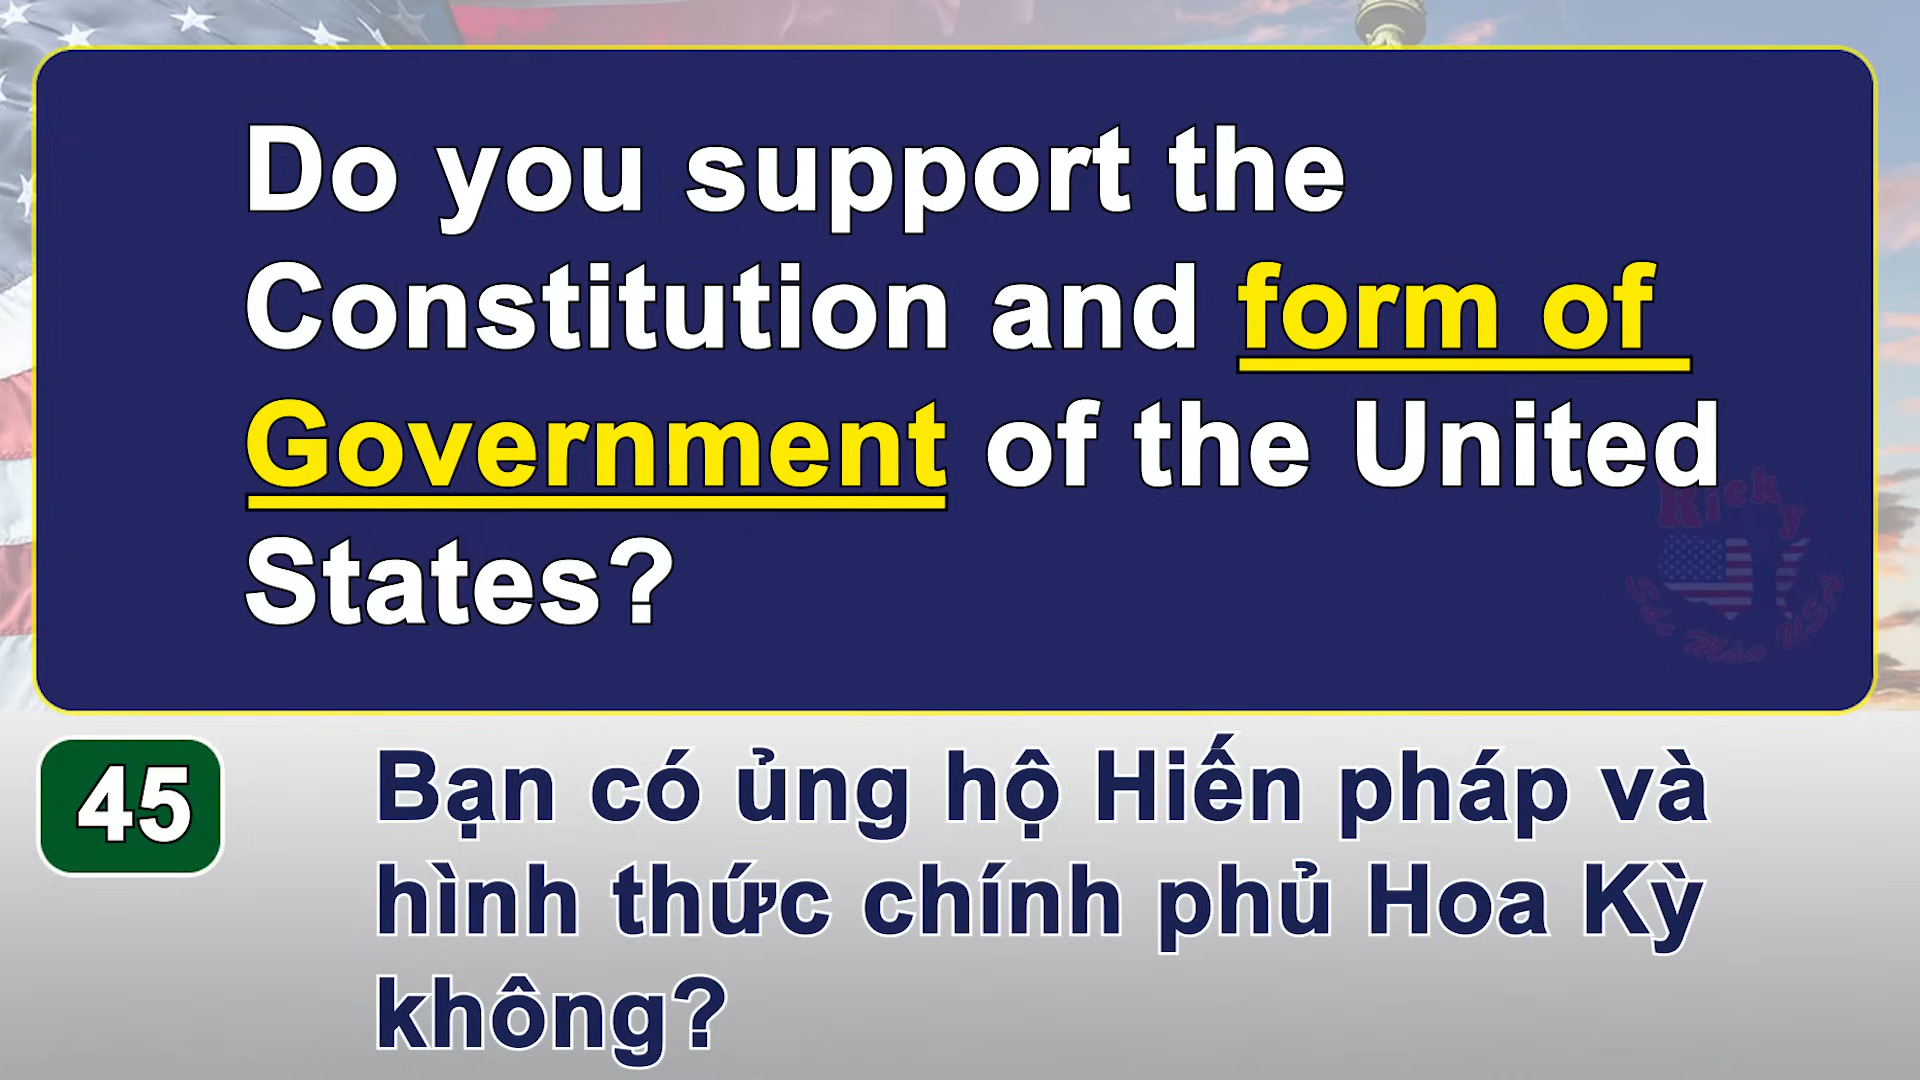 Do you support the
Constitution and form of
Government of the United
States?
Ricky
45
Bạn có ủng hộ Hiến pháp và
hình thức chính phủ Hoa Kỳ
không?